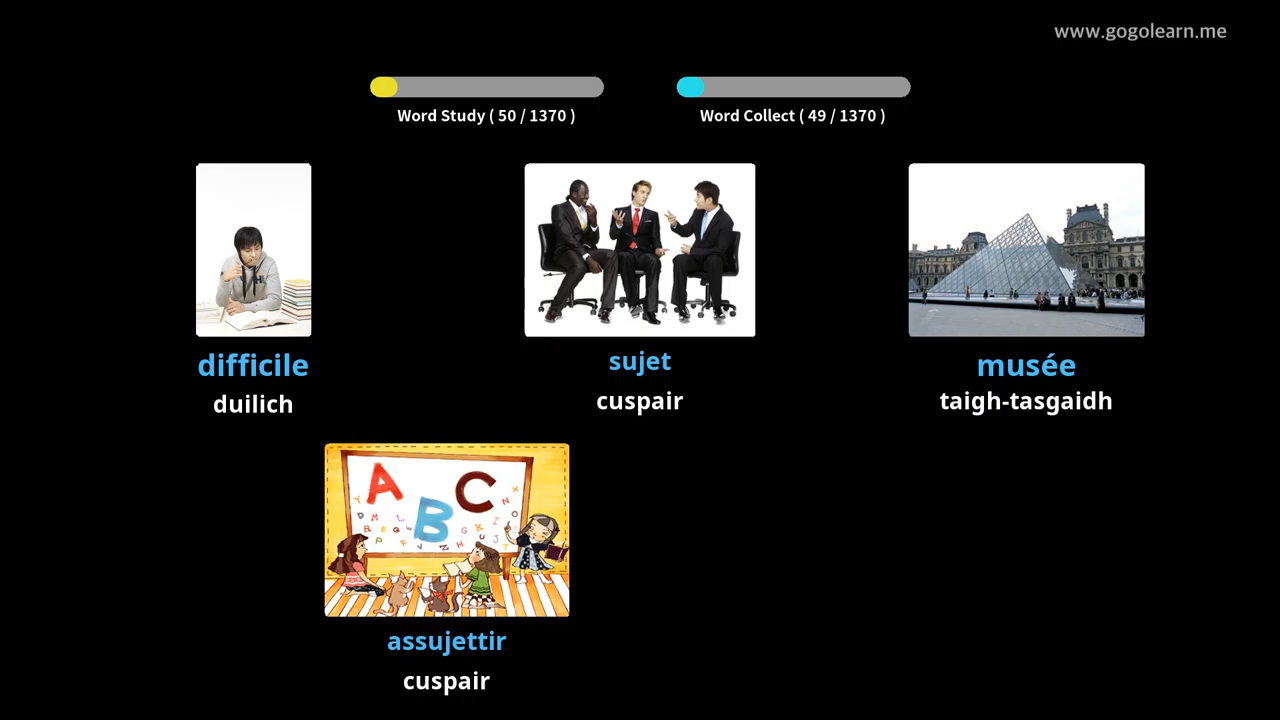 www.gogolearn.me
Word Study ( 50 / 1370 )
Word Collect ( 49 / 1370 )
difficile
duilich
sujet
cuspair
musée
taigh-tasgaidh
A B C
assujettir
cuspair